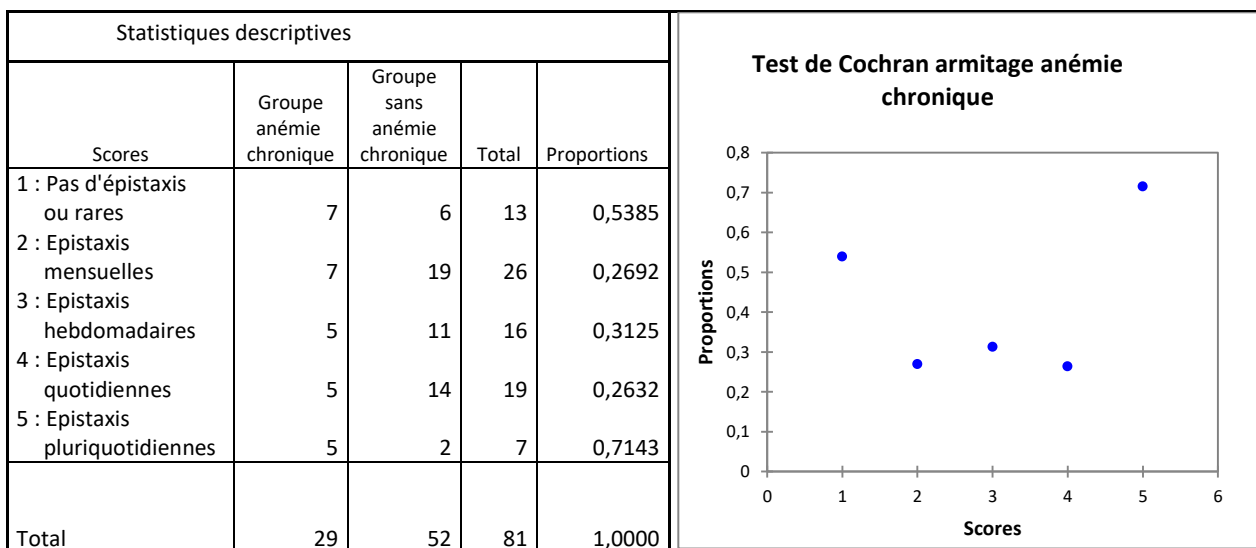 Statistiques descriptives
Scores
Groupe
anémie
chronique
Groupe
sans
anémie
chronique
Total
Proportions
1 : Pas d'épistaxis
ou rares 7 6 13 0,5385
2 : Epistaxis
mensuelles 7 19 26 0,2692
3 : Epistaxis
hebdomadaires 5 11 16 0,3125
4 : Epistaxis
quotidiennes 5 14 19 0,2632
5 : Epistaxis
pluriquotidiennes 5 2 7 0,7143
Total 29 52 81 1,0000
Test de Cochran armitage anémie
chronique
Proportions
0,8
0,7
0,6
0,5
0,4
0,3
0,2
0,1
0
0 1 2 3 4 5 6
Scores